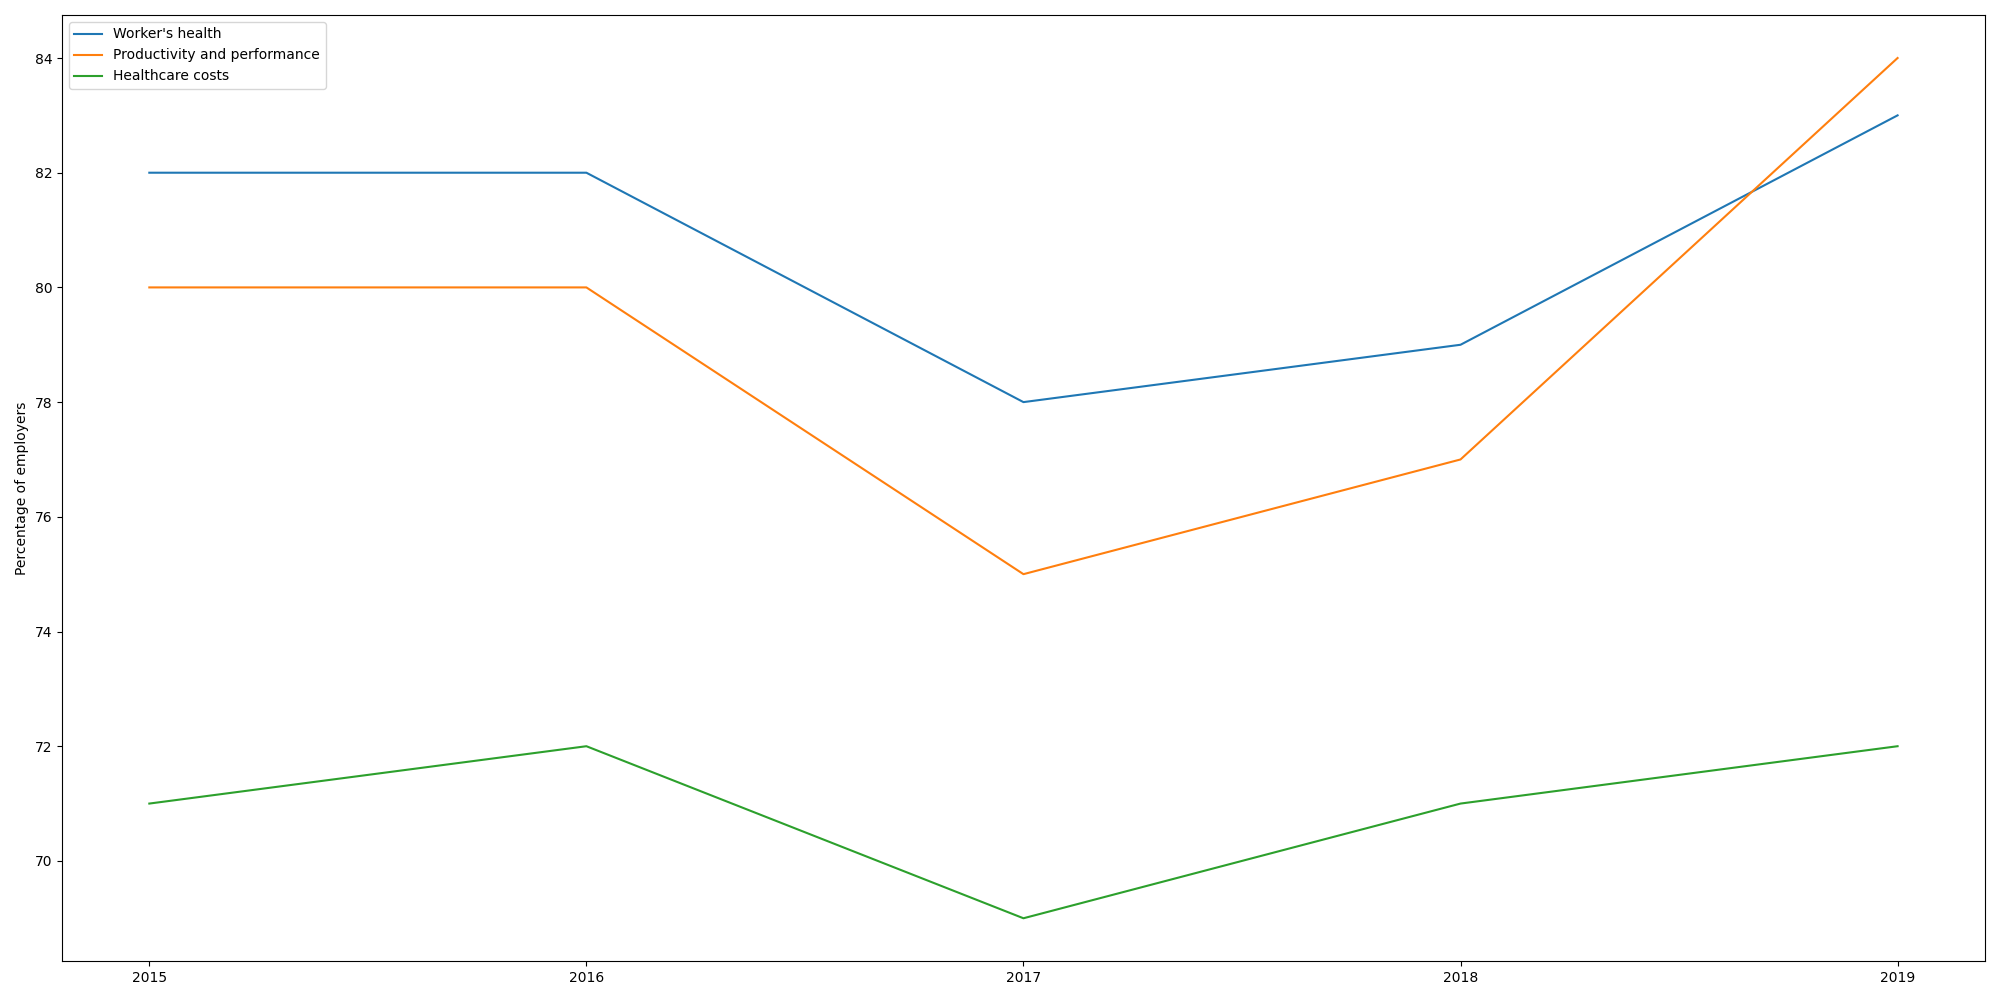 Worker's health
Productivity and performance
Healthcare costs
Percentage of employers
84
82
80
78
76
74
72
70
2015 2016 2017 2018 2019